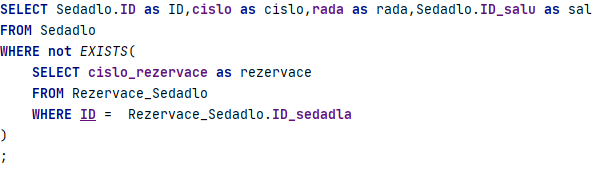 SELECT Sedadlo.ID as ID,cislo as cislo,rada as rada,Sedadlo.ID_salu as sal
FROM Sedadlo
WHERE not EXISTS(
    SELECT cislo_rezervace as rezervace
    FROM Rezervace_Sedadlo
    WHERE ID =  Rezervace_Sedadlo.ID_sedadla
)
;